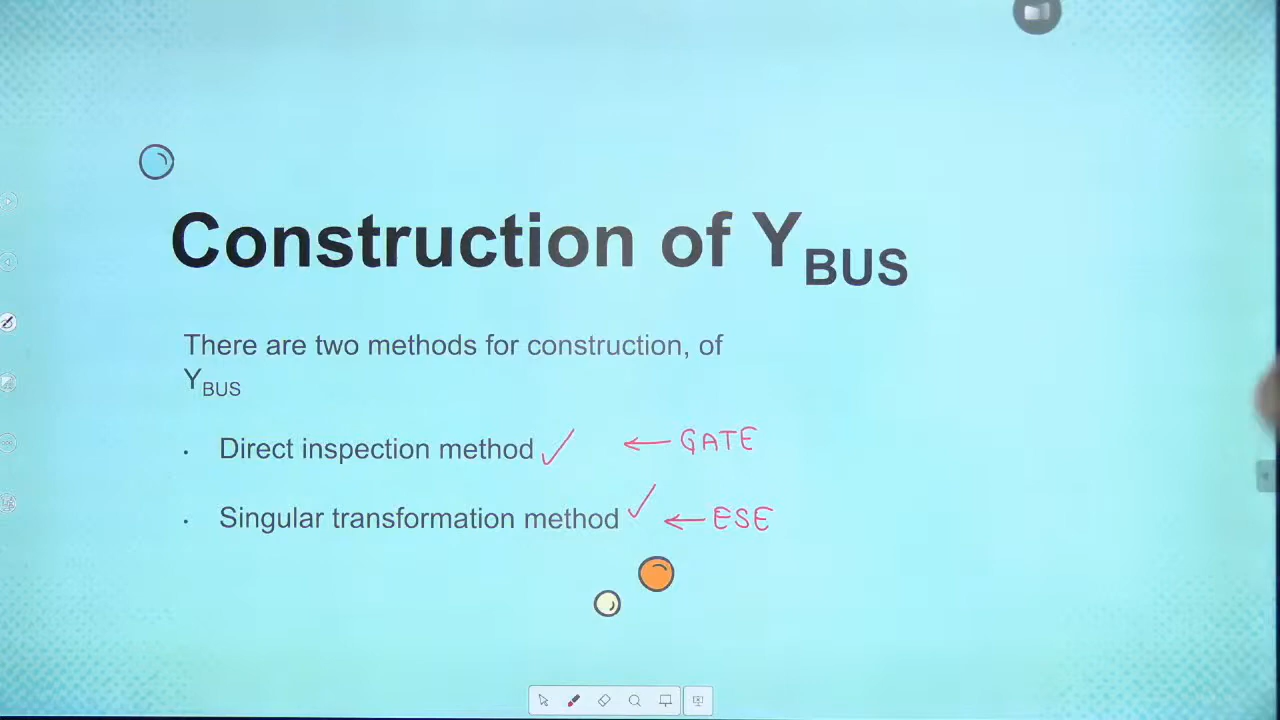 Construction of YBUS
There are two methods for construction, of
YBUS
· Direct inspection method ✓ ← GATE
· Singular transformation method ✓ ← ESE